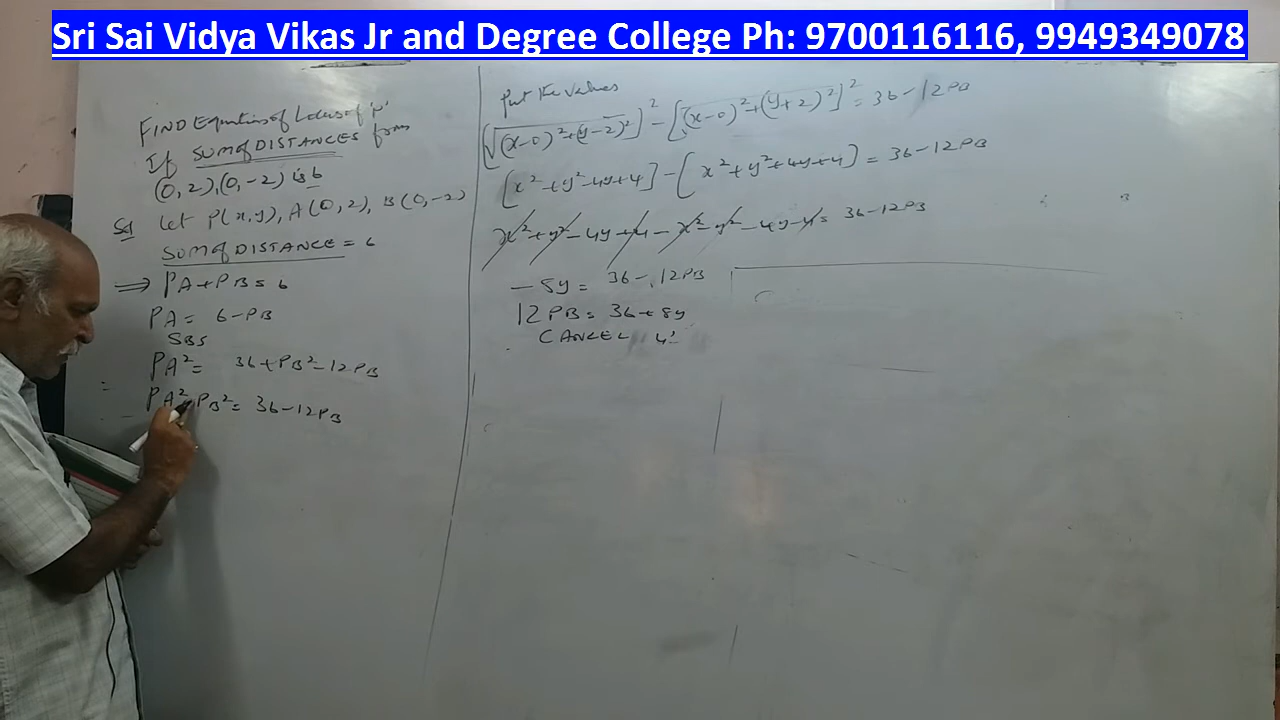 Sri Sai Vidya Vikas Jr and Degree College Ph: 9700116116, 9949349078
FIND Equation of Locus of 'P'
If SUM of DISTANCES from
(0, 2), (0, -2) is 6
Sol Let P(x, y), A(0, 2), B(0, -2)
SUM of DISTANCE = 6
⟹ PA + PB = 6
PA = 6 - PB
SBS
PA² = 36 + PB² - 12PB
PA² - PB² = 36 - 12PB
Put the values
[√(x-0)² + (y-2)²]² - [(x-0)² + (y+2)²]² = 36 - 12PB
[x² + y² - 4y + 4] - [x² + y² + 4y + 4] = 36 - 12PB
x² + y² - 4y + 4 - x² - y² - 4y - 4 = 36 - 12PB
- 8y = 36 - 12PB
12PB = 36 + 8y
CANCEL 4